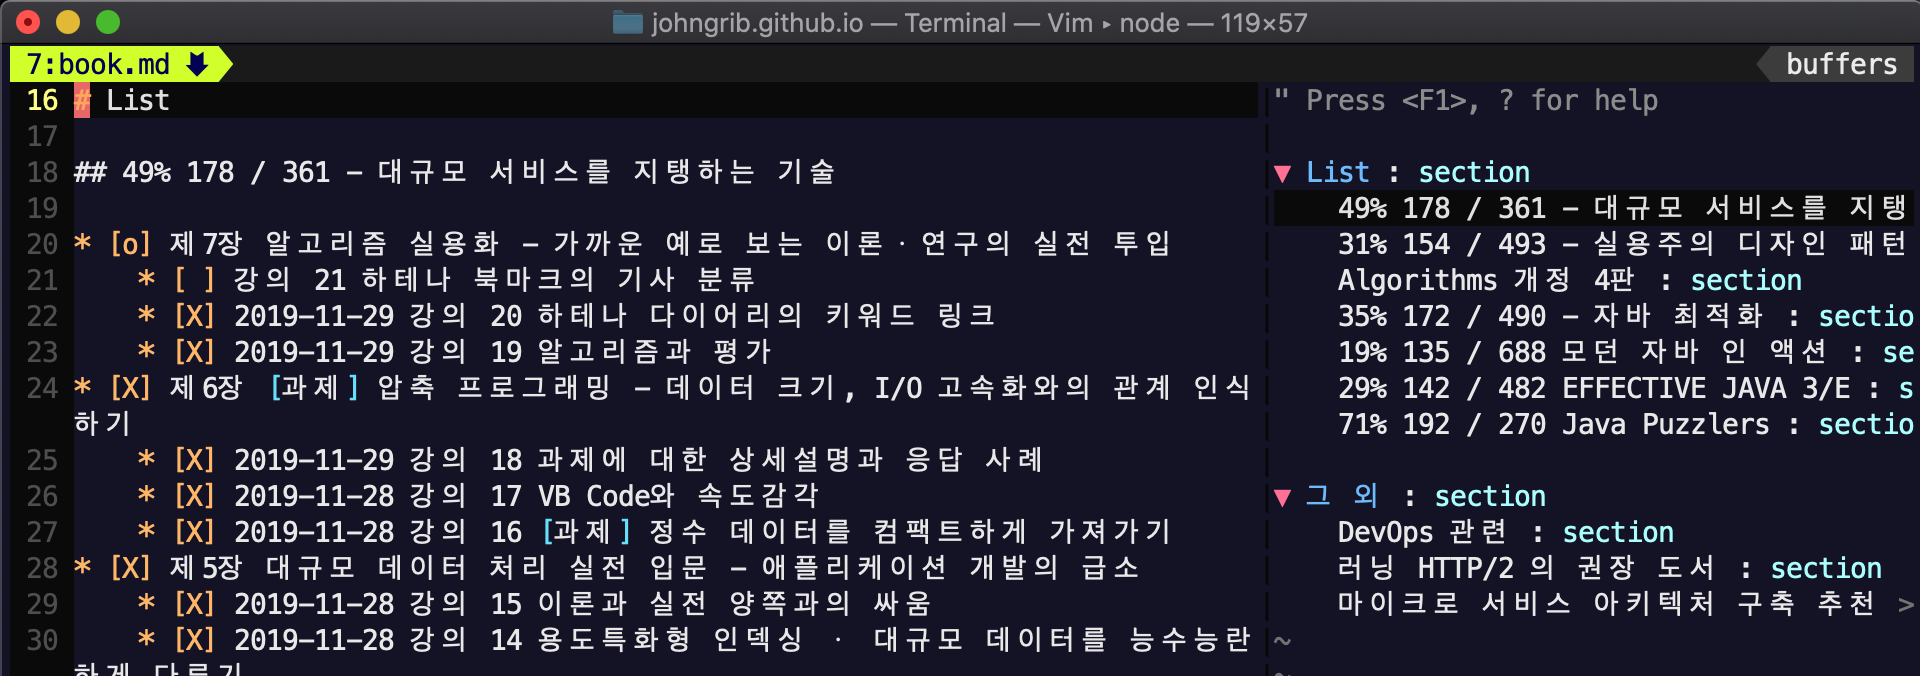 johngrib.github.io — Terminal — Vim ▸ node — 119×57
7:book.md
buffers
16 # List
17
18 ## 49% 178 / 361 - 대규모 서비스를 지탱하는 기술
19
20 * [o] 제 7장 알고리즘 실용화 - 가까운 예로 보는 이론 · 연구의 실전 투입
21 * [ ] 강의 21 하테나 북마크의 기사 분류
22 * [X] 2019-11-29 강의 20 하테나 다이어리의 키워드 링크
23 * [X] 2019-11-29 강의 19 알고리즘과 평가
24 * [X] 제 6장 [과제] 압축 프로그래밍 - 데이터 크기, I/O 고속화와의 관계 인식
하기
25 * [X] 2019-11-29 강의 18 과제에 대한 상세설명과 응답 사례
26 * [X] 2019-11-28 강의 17 VB Code와 속도감각
27 * [X] 2019-11-28 강의 16 [과제] 정수 데이터를 컴팩트하게 가져가기
28 * [X] 제 5장 대규모 데이터 처리 실전 입문 - 애플리케이션 개발의 급소
29 * [X] 2019-11-28 강의 15 이론과 실전 양쪽과의 싸움
30 * [X] 2019-11-28 강의 14 용도특화형 인덱싱 · 대규모 데이터를 능수능란
하게 다루기
" Press <F1>, ? for help
▼ List : section
49% 178 / 361 - 대규모 서비스를 지탱
31% 154 / 493 - 실용주의 디자인 패턴
Algorithms 개정 4판 : section
35% 172 / 490 - 자바 최적화 : sectio
19% 135 / 688 모던 자바 인 액션 : se
29% 142 / 482 EFFECTIVE JAVA 3/E : s
71% 192 / 270 Java Puzzlers : sectio
▼ 그 외 : section
DevOps 관련 : section
러닝 HTTP/2 의 권장 도서 : section
마이크로 서비스 아키텍처 구축 추천 >
~
~